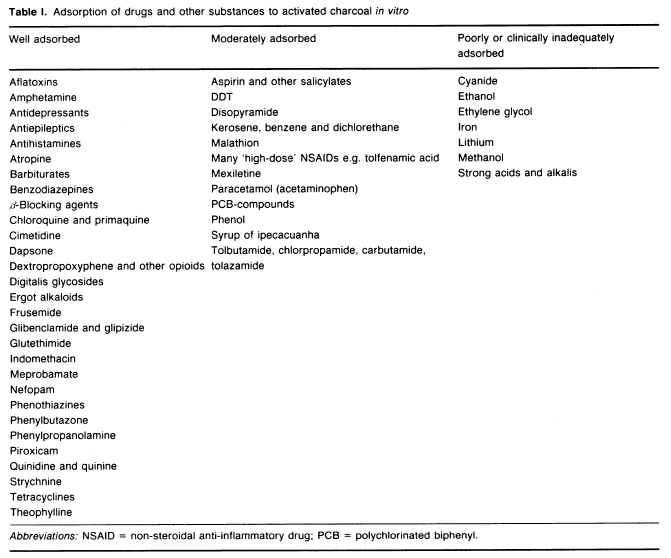 Table I. Adsorption of drugs and other substances to activated charcoal in vitro
Well adsorbed
Moderately adsorbed
Poorly or clinically inadequately
adsorbed
Aflatoxins
Amphetamine
Antidepressants
Antiepileptics
Antihistamines
Atropine
Barbiturates
Benzodiazepines
β-Blocking agents
Chloroquine and primaquine
Cimetidine
Dapsone
Dextropropoxyphene and other opioids
Digitalis glycosides
Ergot alkaloids
Frusemide
Glibenclamide and glipizide
Glutethimide
Indomethacin
Meprobamate
Nefopam
Phenothiazines
Phenylbutazone
Phenylpropanolamine
Piroxicam
Quinidine and quinine
Strychnine
Tetracyclines
Theophylline
Aspirin and other salicylates
DDT
Disopyramide
Kerosene, benzene and dichlorethane
Malathion
Many 'high-dose' NSAIDs e.g. tolfenamic acid
Mexiletine
Paracetamol (acetaminophen)
PCB-compounds
Phenol
Syrup of ipecacuanha
Tolbutamide, chlorpropamide, carbutamide,
tolazamide
Cyanide
Ethanol
Ethylene glycol
Iron
Lithium
Methanol
Strong acids and alkalis
Abbreviations: NSAID = non-steroidal anti-inflammatory drug; PCB = polychlorinated biphenyl.